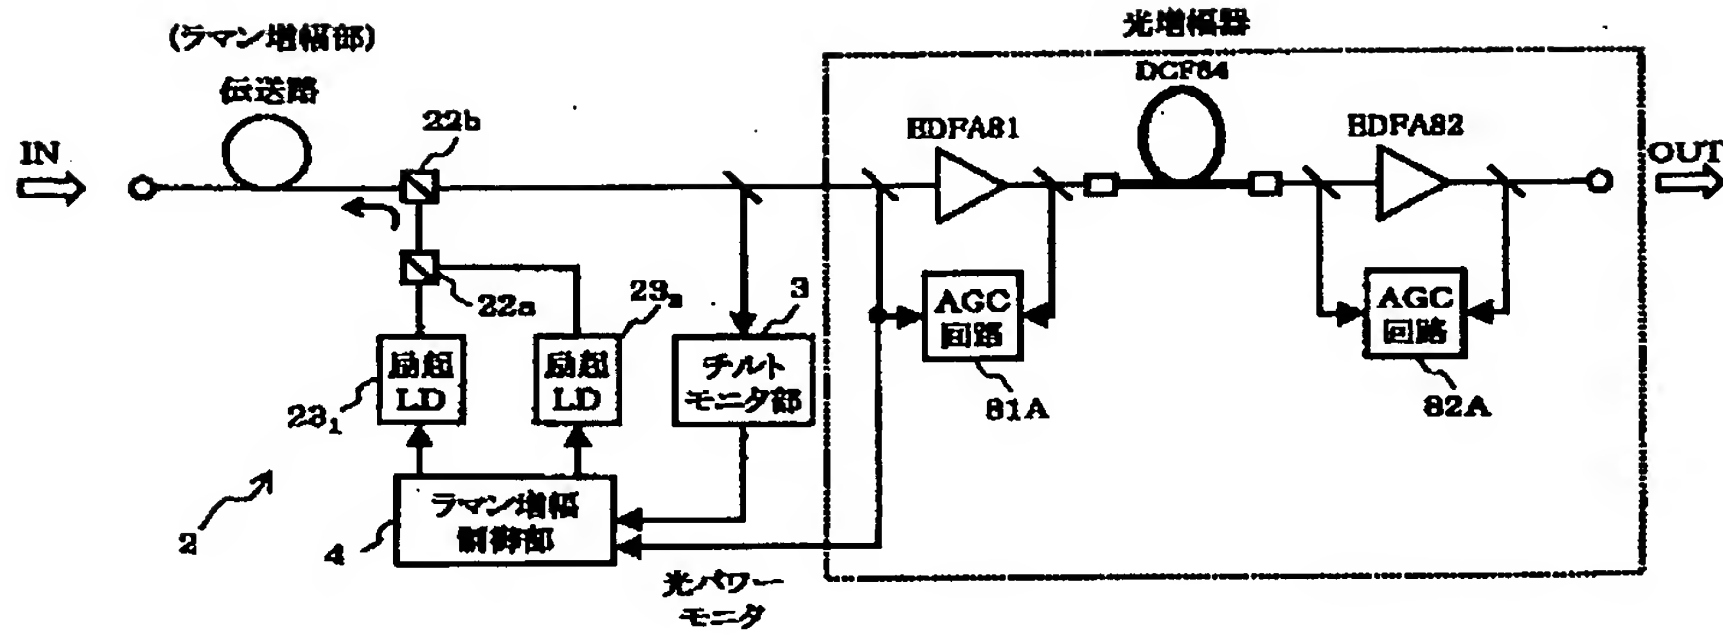 (ラマン増幅部)
伝送路
IN
22b
22a
励起
LD
23₁
励起
LD
23₂
3
チルト
モニタ部
ラマン増幅
制御部
4
2
光パワー
モニタ
光増幅器
EDFA81
DCF84
EDFA82
OUT
AGC
回路
81A
AGC
回路
82A